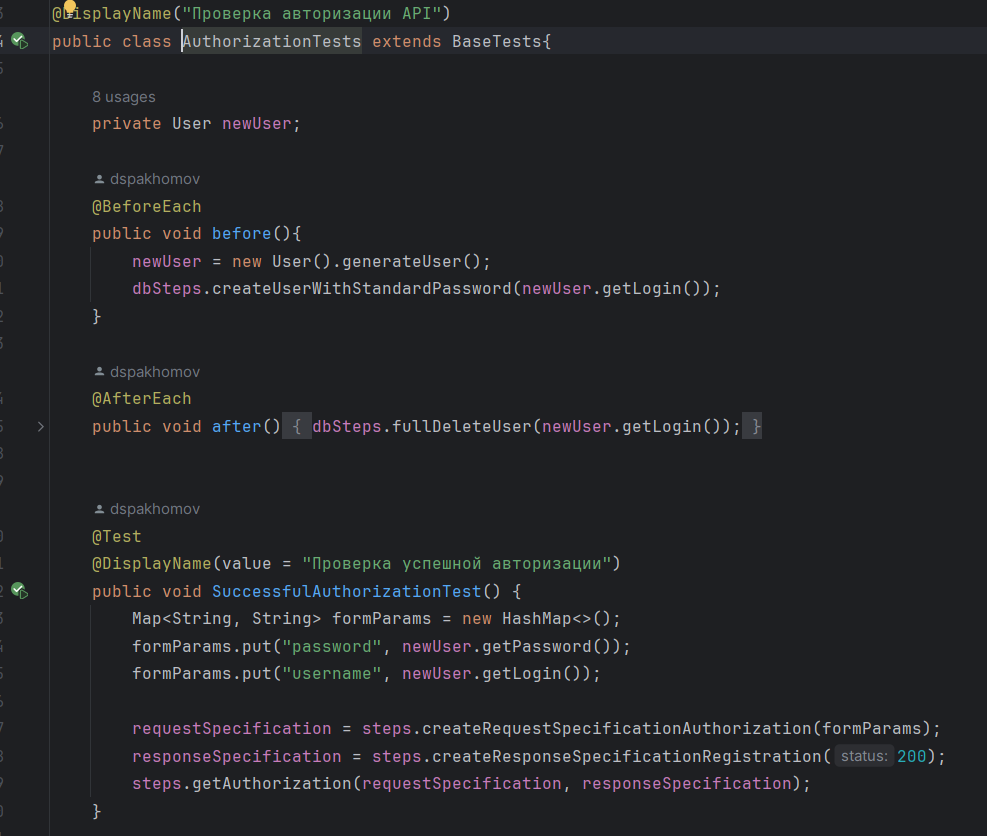 @DisplayName("Проверка авторизации API")
public class AuthorizationTests extends BaseTests{
8 usages
private User newUser;
dspakhomov
@BeforeEach
public void before(){
newUser = new User().generateUser();
dbSteps.createUserWithStandardPassword(newUser.getLogin());
}
dspakhomov
@AfterEach
public void after() { dbSteps.fullDeleteUser(newUser.getLogin()); }
dspakhomov
@Test
@DisplayName(value = "Проверка успешной авторизации")
public void SuccessfulAuthorizationTest() {
Map<String, String> formParams = new HashMap<>();
formParams.put("password", newUser.getPassword());
formParams.put("username", newUser.getLogin());
requestSpecification = steps.createRequestSpecificationAuthorization(formParams);
responseSpecification = steps.createResponseSpecificationRegistration( status: 200);
steps.getAuthorization(requestSpecification, responseSpecification);
}